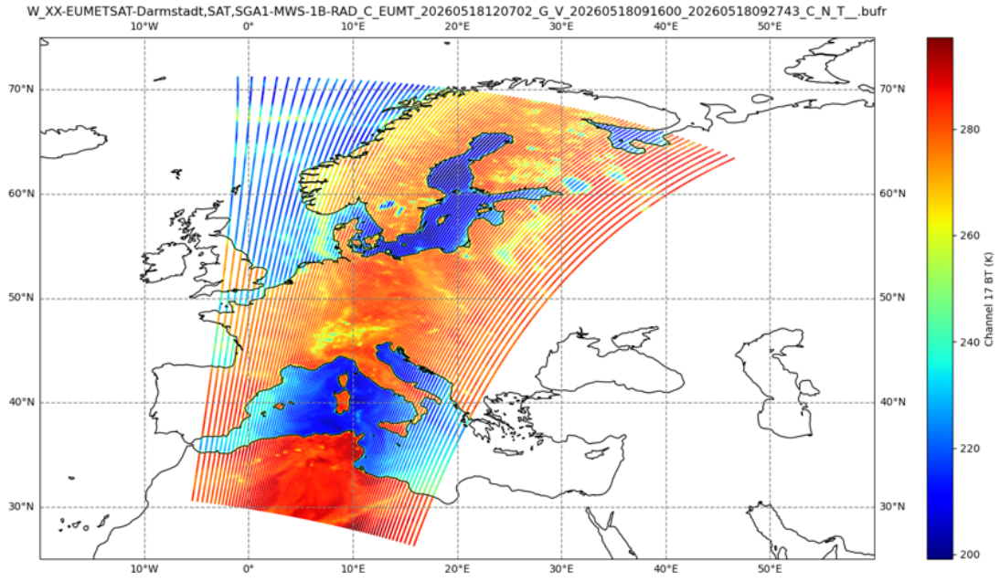 W_XX-EUMETSAT-Darmstadt,SAT,SGA1-MWS-1B-RAD_C_EUMT_20260518120702_G_V_20260518091600_20260518092743_C_N_T__.bufr
10°W 0° 10°E 20°E 30°E 40°E 50°E
70°N 70°N
60°N 60°N
50°N 50°N
40°N 40°N
30°N 30°N
10°W 0° 10°E 20°E 30°E 40°E 50°E
280
260
240
220
200
Channel 17 BT (K)